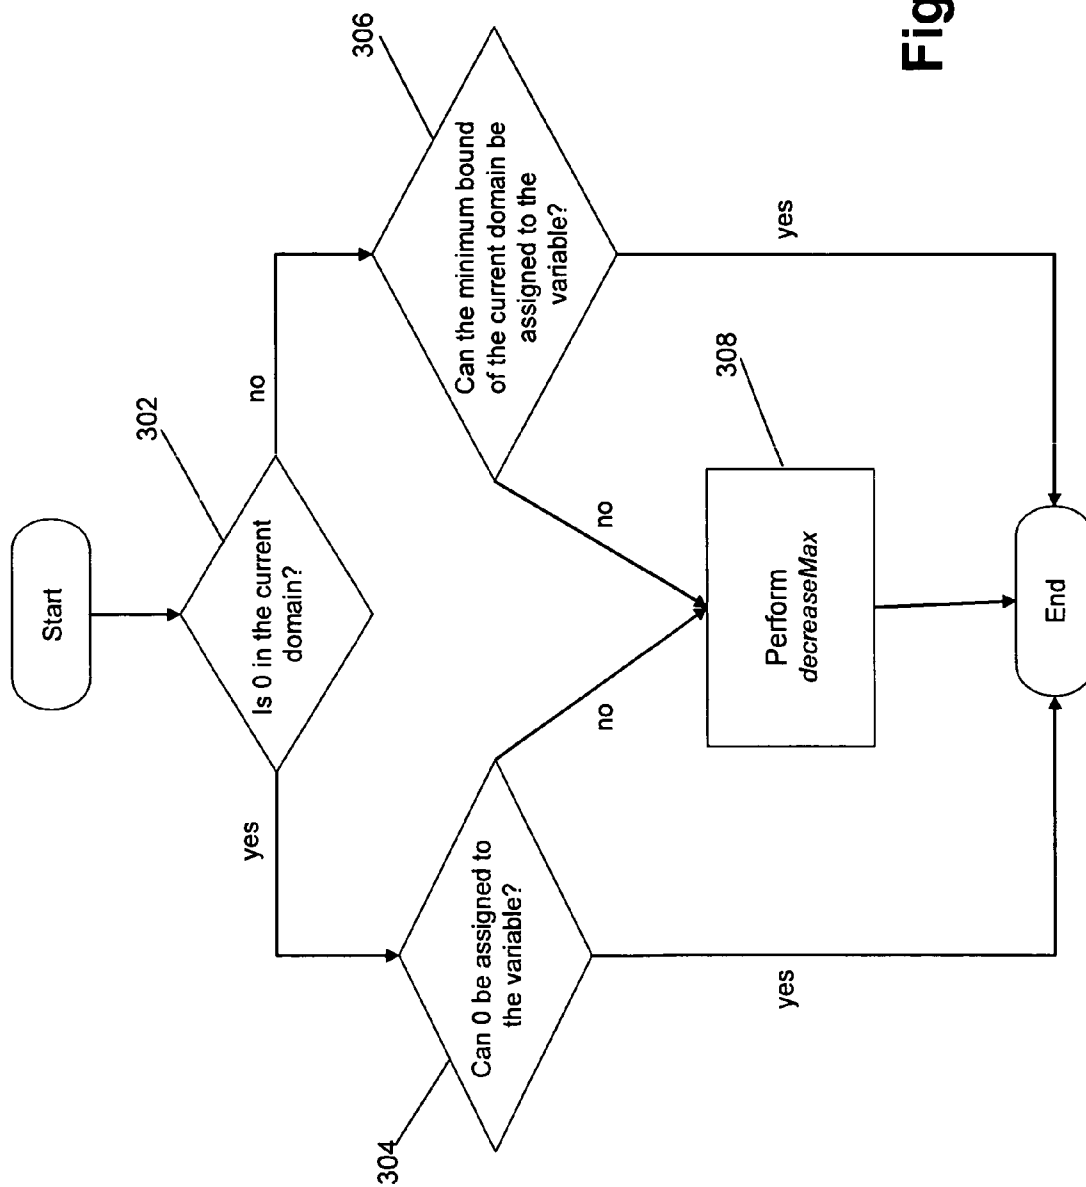 Start
302
Is 0 in the current
domain?
yes
no
304
Can 0 be assigned to
the variable?
306
Can the minimum bound
of the current domain be
assigned to the
variable?
no
no
308
Perform
decreaseMax
yes
yes
End
Fig